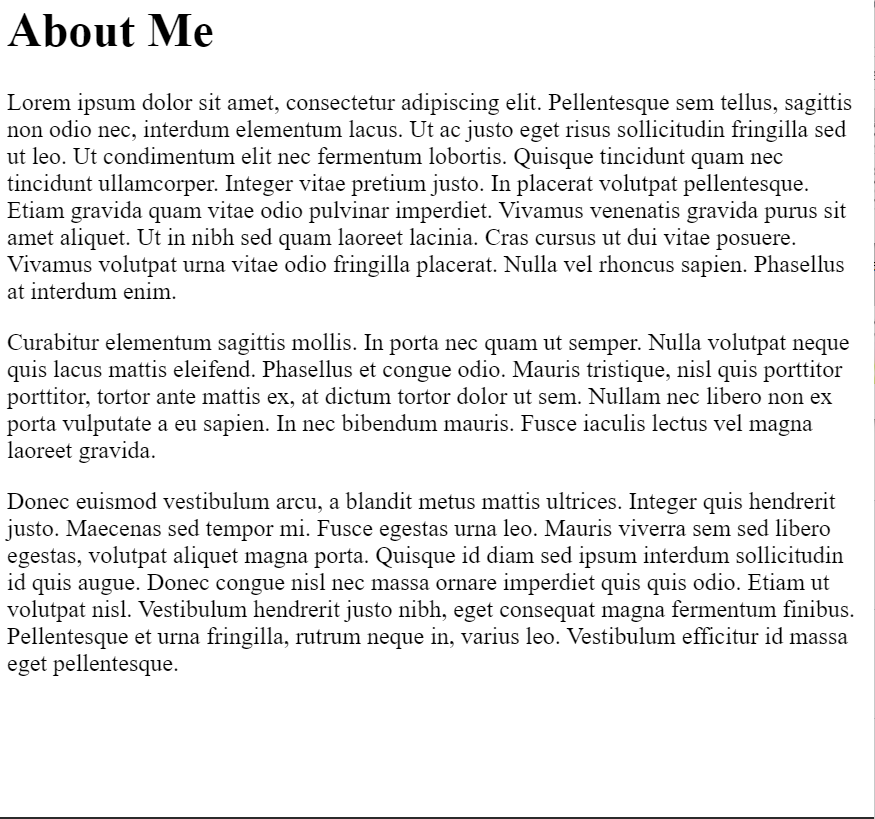 About Me
Lorem ipsum dolor sit amet, consectetur adipiscing elit. Pellentesque sem tellus, sagittis
non odio nec, interdum elementum lacus. Ut ac justo eget risus sollicitudin fringilla sed
ut leo. Ut condimentum elit nec fermentum lobortis. Quisque tincidunt quam nec
tincidunt ullamcorper. Integer vitae pretium justo. In placerat volutpat pellentesque.
Etiam gravida quam vitae odio pulvinar imperdiet. Vivamus venenatis gravida purus sit
amet aliquet. Ut in nibh sed quam laoreet lacinia. Cras cursus ut dui vitae posuere.
Vivamus volutpat urna vitae odio fringilla placerat. Nulla vel rhoncus sapien. Phasellus
at interdum enim.
Curabitur elementum sagittis mollis. In porta nec quam ut semper. Nulla volutpat neque
quis lacus mattis eleifend. Phasellus et congue odio. Mauris tristique, nisl quis porttitor
porttitor, tortor ante mattis ex, at dictum tortor dolor ut sem. Nullam nec libero non ex
porta vulputate a eu sapien. In nec bibendum mauris. Fusce iaculis lectus vel magna
laoreet gravida.
Donec euismod vestibulum arcu, a blandit metus mattis ultrices. Integer quis hendrerit
justo. Maecenas sed tempor mi. Fusce egestas urna leo. Mauris viverra sem sed libero
egestas, volutpat aliquet magna porta. Quisque id diam sed ipsum interdum sollicitudin
id quis augue. Donec congue nisl nec massa ornare imperdiet quis quis odio. Etiam ut
volutpat nisl. Vestibulum hendrerit justo nibh, eget consequat magna fermentum finibus.
Pellentesque et urna fringilla, rutrum neque in, varius leo. Vestibulum efficitur id massa
eget pellentesque.